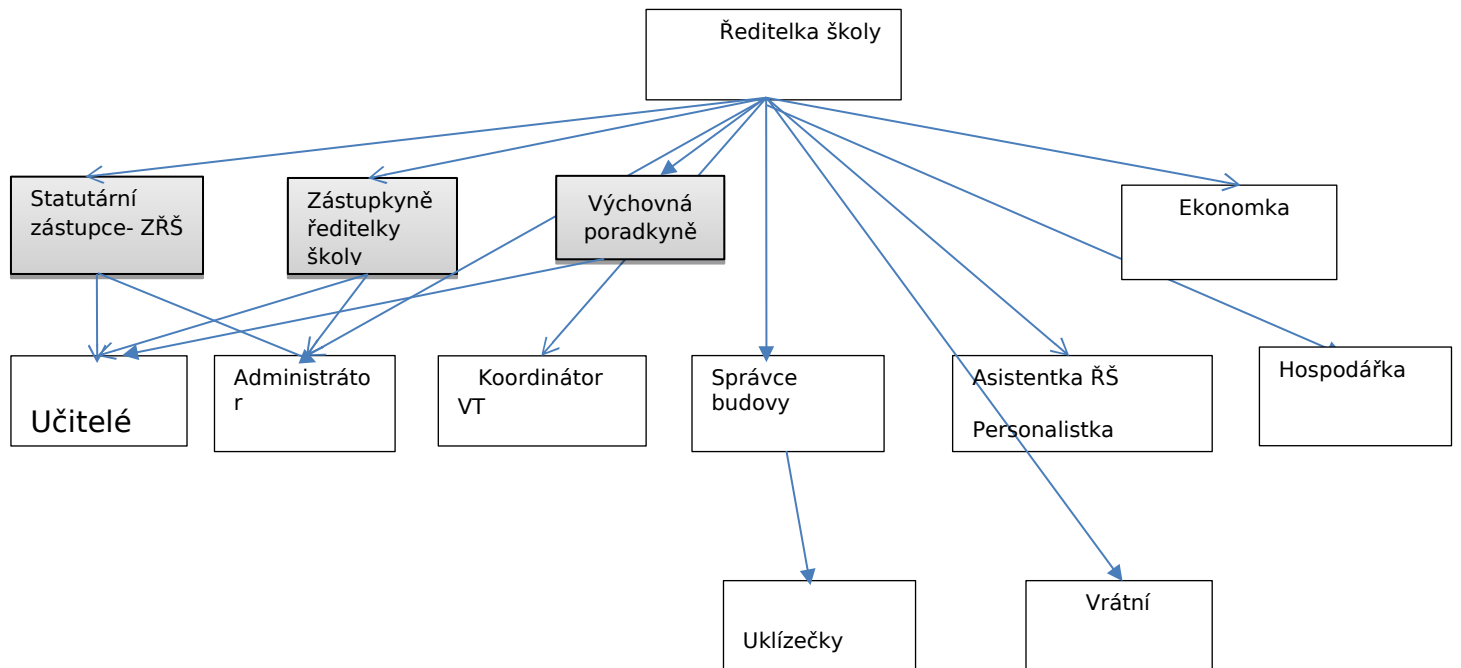 Ředitelka školy
Statutární
zástupce- ZŘŠ
Zástupkyně
ředitelky
školy
Výchovná
poradkyně
Ekonomka
Učitelé
Administráto
r
Koordinátor
VT
Správce
budovy
Asistentka ŘŠ
Personalistka
Hospodářka
Uklízečky
Vrátní